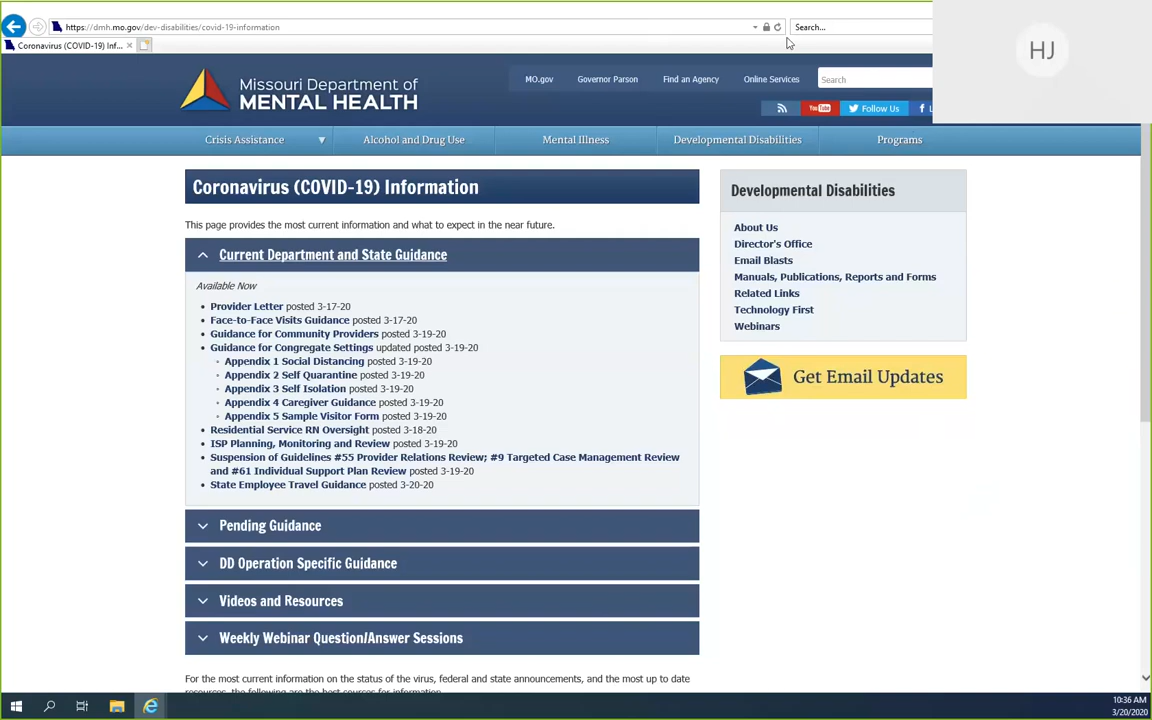 https://dmh.mo.gov/dev-disabilities/covid-19-information
Search...
Coronavirus (COVID-19) Inf...
HJ
Missouri Department of
MENTAL HEALTH
MO.gov
Governor Parson
Find an Agency
Online Services
Search
You Tube
Follow Us
Crisis Assistance
Alcohol and Drug Use
Mental Illness
Developmental Disabilities
Programs
Coronavirus (COVID-19) Information
This page provides the most current information and what to expect in the near future.
Current Department and State Guidance
Available Now
• Provider Letter posted 3-17-20
• Face-to-Face Visits Guidance posted 3-17-20
• Guidance for Community Providers posted 3-19-20
• Guidance for Congregate Settings updated posted 3-19-20
• Appendix 1 Social Distancing posted 3-19-20
• Appendix 2 Self Quarantine posted 3-19-20
• Appendix 3 Self Isolation posted 3-19-20
• Appendix 4 Caregiver Guidance posted 3-19-20
• Appendix 5 Sample Visitor Form posted 3-19-20
• Residential Service RN Oversight posted 3-18-20
• ISP Planning, Monitoring and Review posted 3-19-20
• Suspension of Guidelines #55 Provider Relations Review; #9 Targeted Case Management Review
and #61 Individual Support Plan Review posted 3-19-20
• State Employee Travel Guidance posted 3-20-20
Pending Guidance
DD Operation Specific Guidance
Videos and Resources
Weekly Webinar Question/Answer Sessions
For the most current information on the status of the virus, federal and state announcements, and the most up to date
resources, the following are the best sources for information.
Developmental Disabilities
About Us
Director's Office
Email Blasts
Manuals, Publications, Reports and Forms
Related Links
Technology First
Webinars
Get Email Updates
10:36 AM
3/20/2020